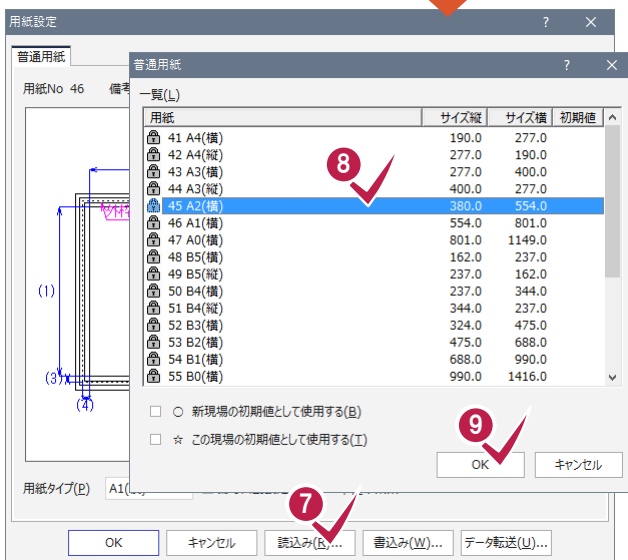 用紙設定 ? ×
普通用紙
用紙No 46 備考
(1)
(3)
(4)
用紙タイプ(P) A1(
7
OK キャンセル 読込み(R)... 書込み(W)... データ転送(U)...
普通用紙 ? ×
一覧(L)
用紙 サイズ縦 サイズ横 初期値
41 A4(横) 190.0 277.0
42 A4(縦) 277.0 190.0
43 A3(横) 277.0 400.0
8
44 A3(縦) 400.0 277.0
45 A2(横) 380.0 554.0
46 A1(横) 554.0 801.0
47 A0(横) 801.0 1149.0
48 B5(横) 162.0 237.0
49 B5(縦) 237.0 162.0
50 B4(横) 237.0 344.0
51 B4(縦) 344.0 237.0
52 B3(横) 324.0 475.0
53 B2(横) 475.0 688.0
54 B1(横) 688.0 990.0
55 B0(横) 990.0 1416.0
○ 新現場の初期値として使用する(B)
☆ この現場の初期値として使用する(T)
9
OK キャンセル